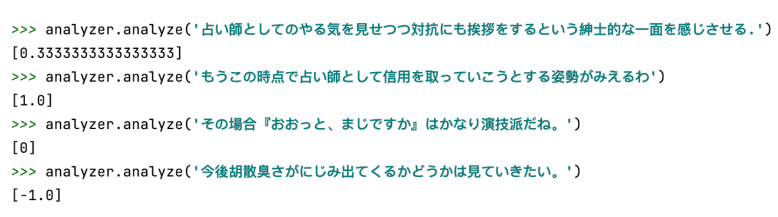 >>> analyzer.analyze('占い師としてのやる気を見せつつ対抗にも挨拶をするという紳士的な一面を感じさせる.')
[0.3333333333333333]
>>> analyzer.analyze('もうこの時点で占い師として信用を取っていこうとする姿勢がみえるわ')
[1.0]
>>> analyzer.analyze('その場合『おおっと、まじですか』はかなり演技派だね。')
[0]
>>> analyzer.analyze('今後胡散臭さがにじみ出てくるかどうかは見ていきたい。')
[-1.0]